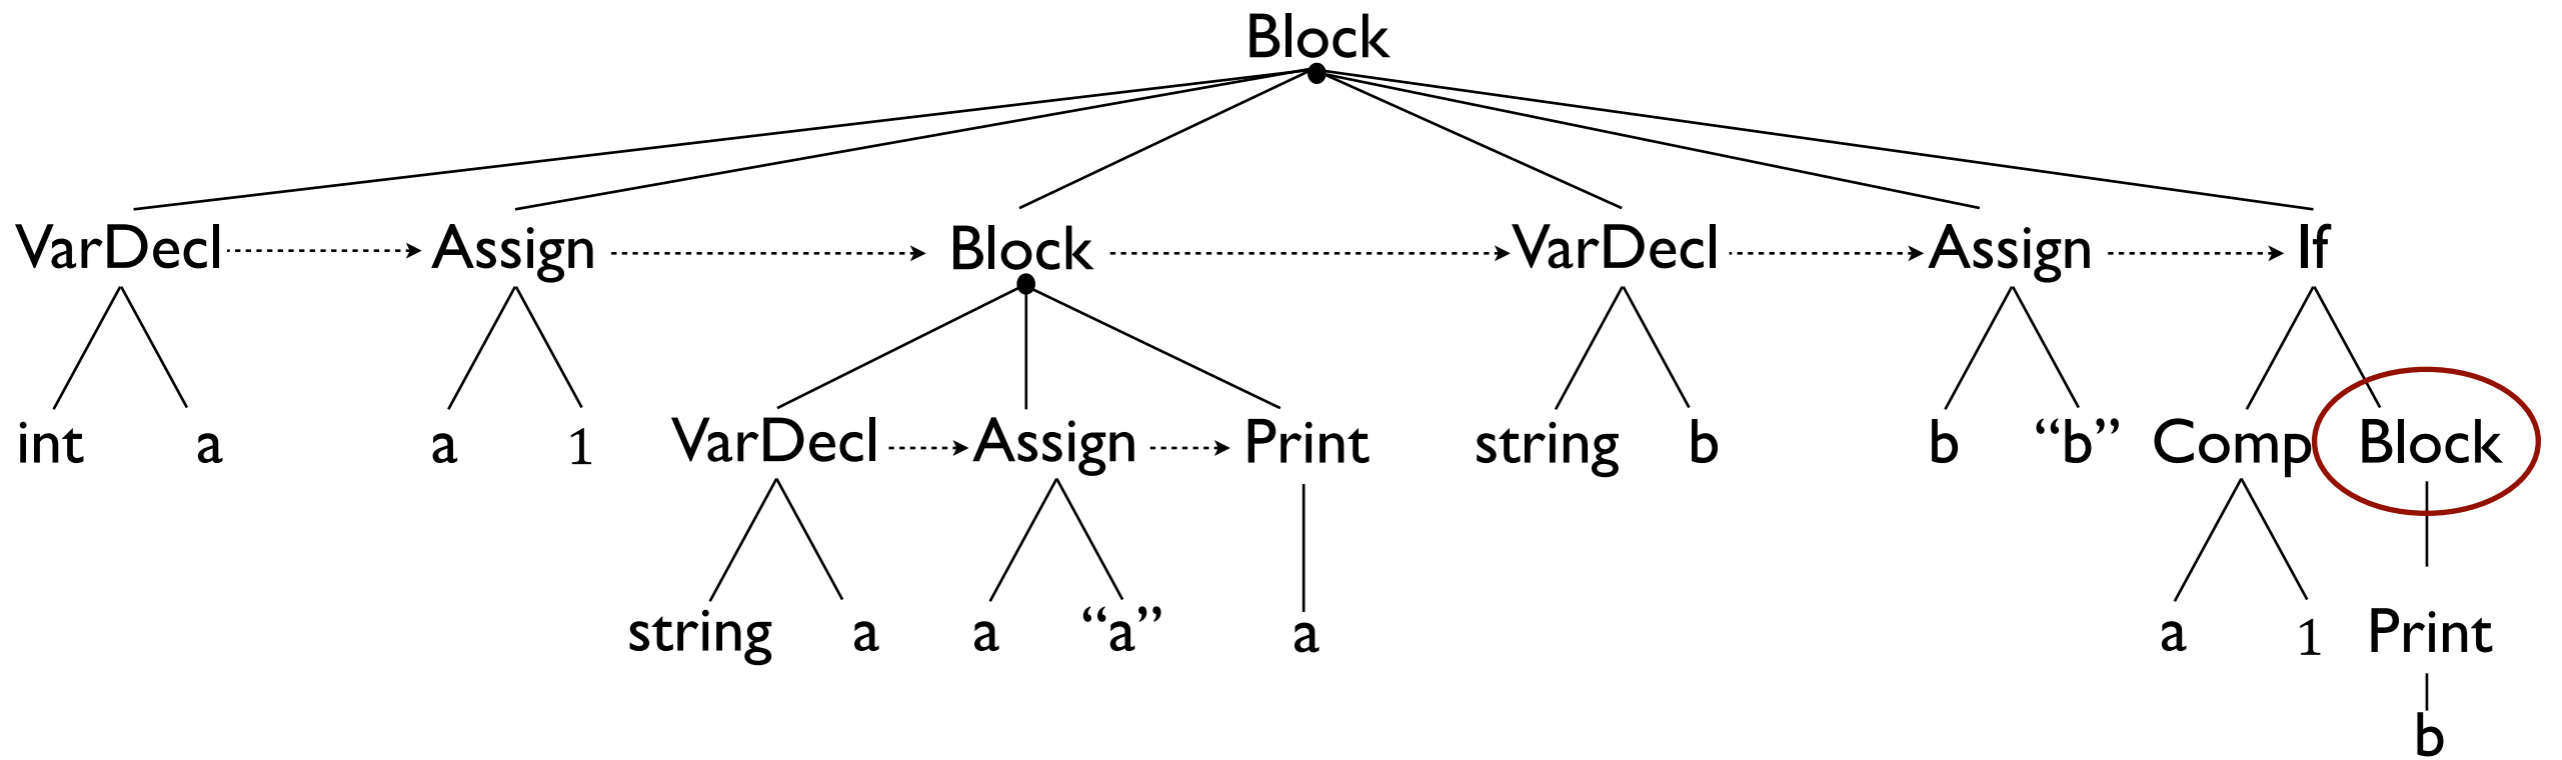 Block
VarDecl Assign Block VarDecl Assign If
int a a 1 VarDecl Assign Print string b b “b” Comp Block
string a a “a” a a 1 Print
b